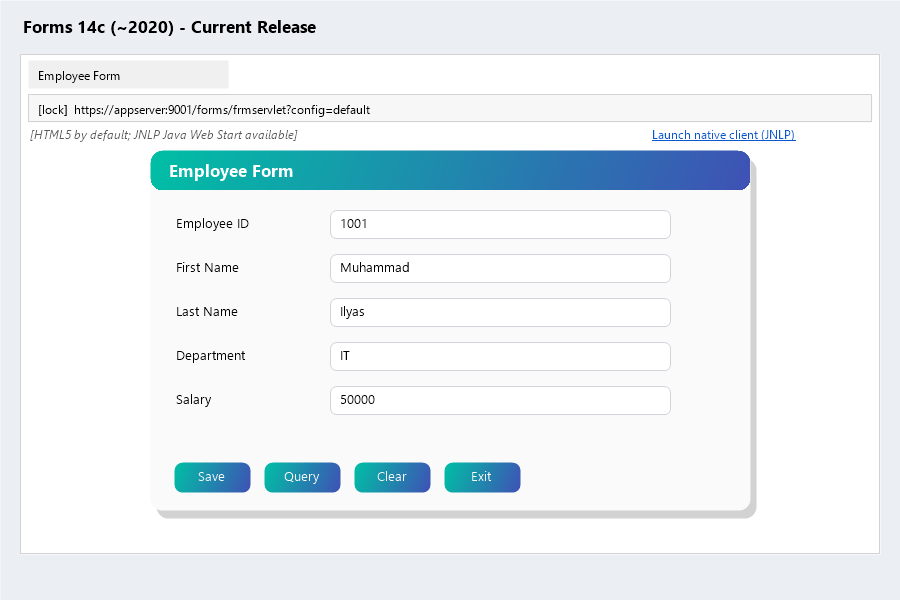 Forms 14c (~2020) - Current Release
Employee Form
[lock]  https://appserver:9001/forms/frmservlet?config=default
[HTML5 by default; JNLP Java Web Start available]
Launch native client (JNLP)
Employee Form
Employee ID 1001
First Name Muhammad
Last Name Ilyas
Department IT
Salary 50000
Save Query Clear Exit